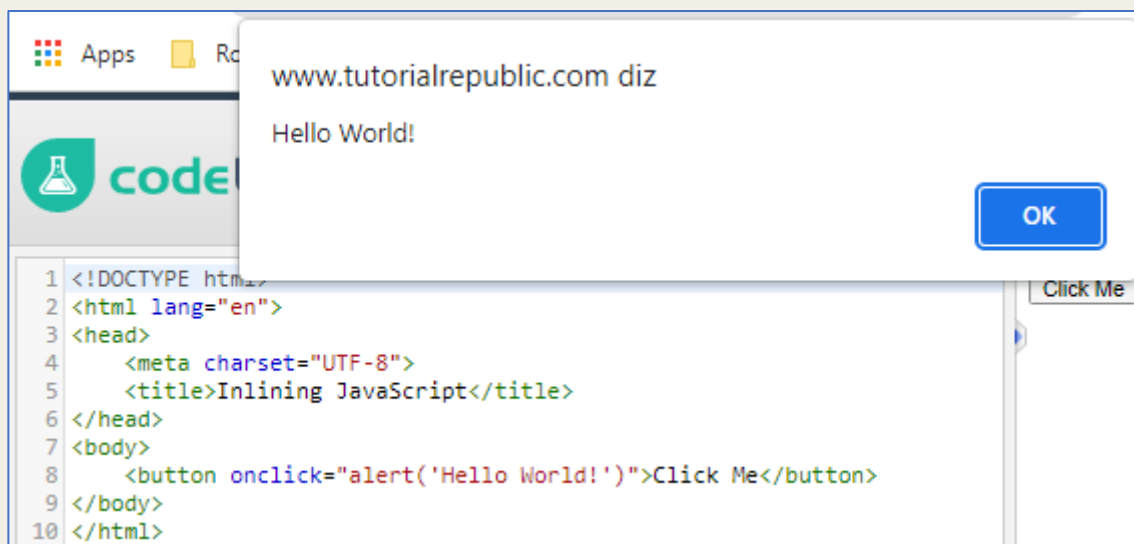 Apps
www.tutorialrepublic.com diz
Hello World!
code
OK
Click Me
1 <!DOCTYPE html>
2 <html lang="en">
3 <head>
4     <meta charset="UTF-8">
5     <title>Inlining JavaScript</title>
6 </head>
7 <body>
8     <button onclick="alert('Hello World!')">Click Me</button>
9 </body>
10 </html>